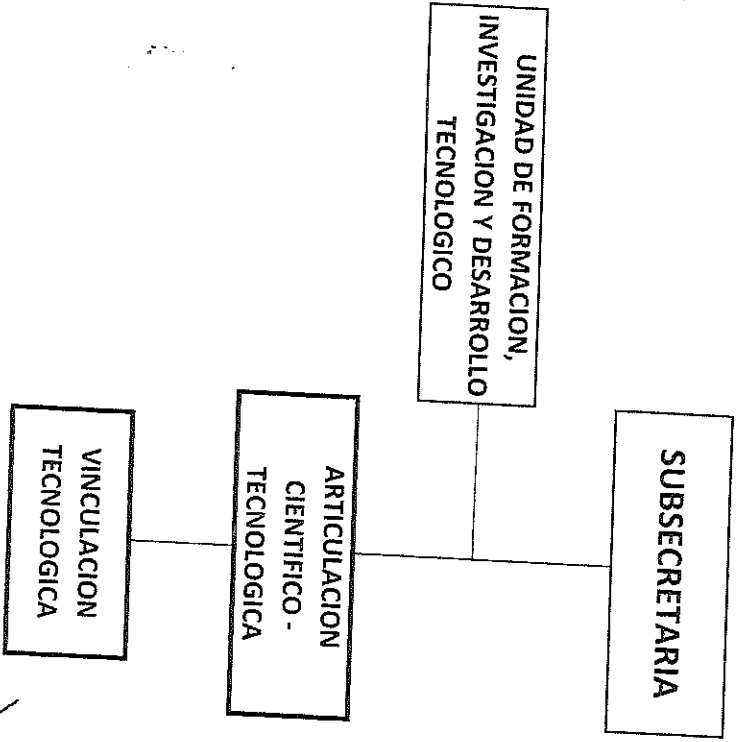 SUBSECRETARIA
UNIDAD DE FORMACION,
INVESTIGACION Y DESARROLLO
TECNOLOGICO
ARTICULACION
CIENTIFICO -
TECNOLOGICA
VINCULACION
TECNOLOGICA